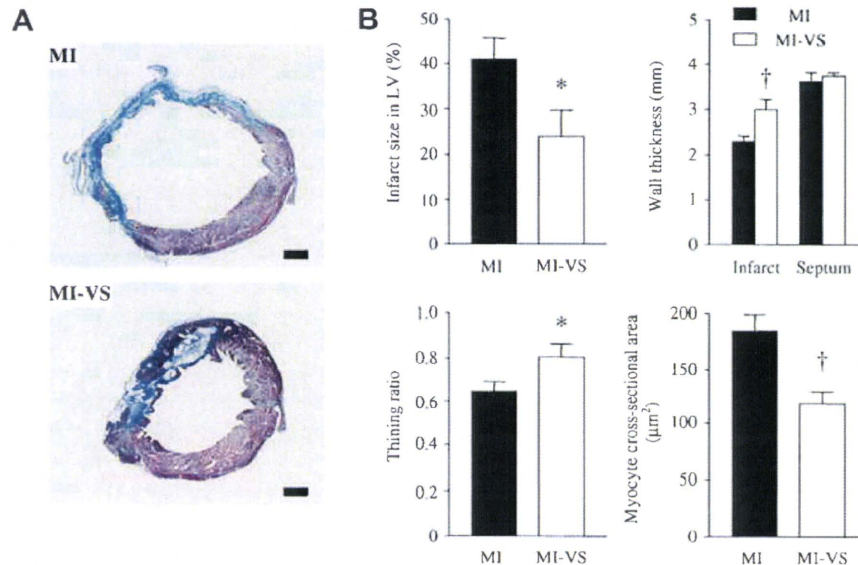 A
MI
MI-VS
B
Infarct size in LV (%)
50
40
30
20
10
0
*
MI MI-VS
MI
MI-VS
Wall thickness (mm)
5
4
3
2
1
0
†
Infarct Septum
Thining ratio
1.0
0.8
0.6
0.4
0.2
0
*
MI MI-VS
Myocyte cross-sectional area
(μm²)
200
150
100
50
0
†
MI MI-VS